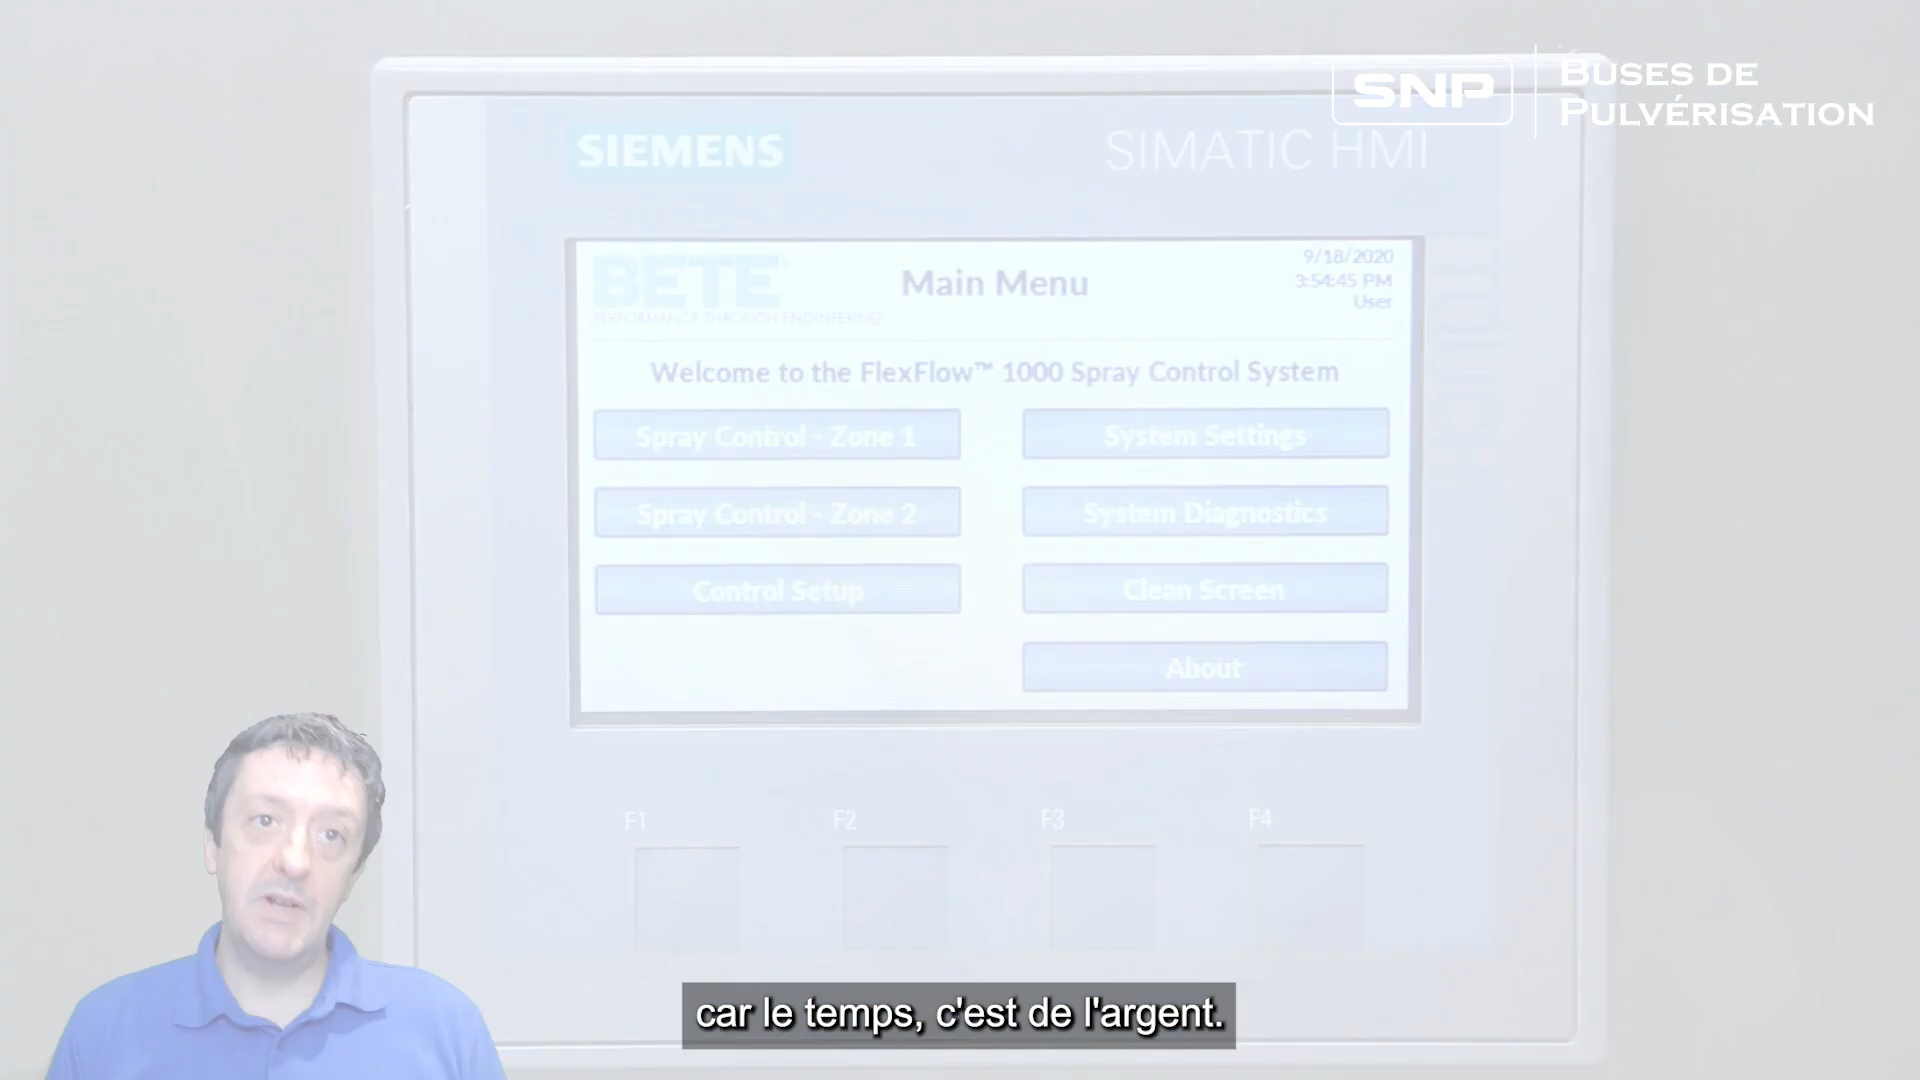 SNP
BUSES DE
PULVÉRISATION
SIEMENS
SIMATIC HMI
TOUCH
BETE
PERFORMANCE THROUGH ENGINEERING
Main Menu
9/18/2020
3:54:45 PM
User
Welcome to the FlexFlow™ 1000 Spray Control System
Spray Control - Zone 1
System Settings
Spray Control - Zone 2
System Diagnostics
Control Setup
Clean Screen
About
F1
F2
F3
F4
car le temps, c'est de l'argent.